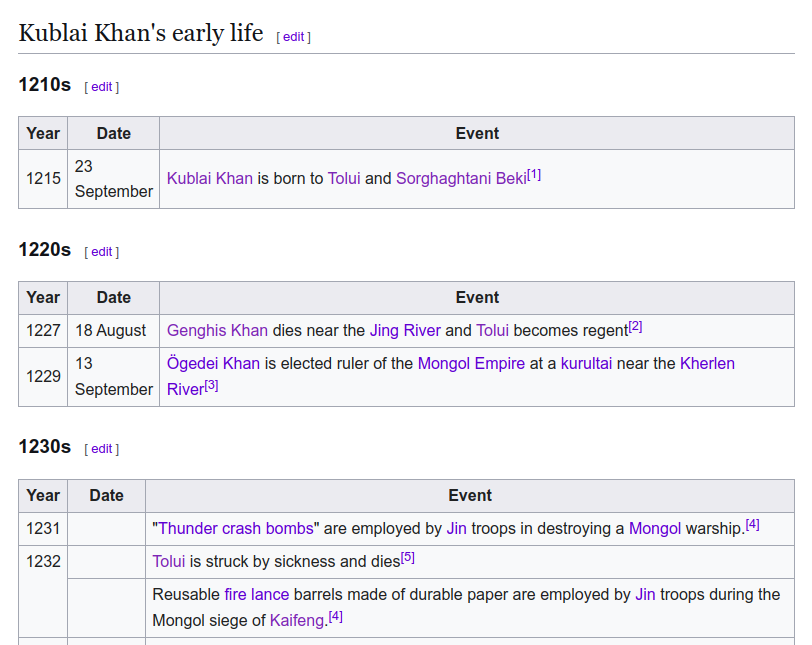 Kublai Khan's early life [ edit ]
1210s [ edit ]
Year Date Event
1215 23 September Kublai Khan is born to Tolui and Sorghaghtani Beki[1]
1220s [ edit ]
Year Date Event
1227 18 August Genghis Khan dies near the Jing River and Tolui becomes regent[2]
1229 13 September Ögedei Khan is elected ruler of the Mongol Empire at a kurultai near the Kherlen
River[3]
1230s [ edit ]
Year Date Event
1231 "Thunder crash bombs" are employed by Jin troops in destroying a Mongol warship.[4]
1232 Tolui is struck by sickness and dies[5]
Reusable fire lance barrels made of durable paper are employed by Jin troops during the
Mongol siege of Kaifeng.[4]